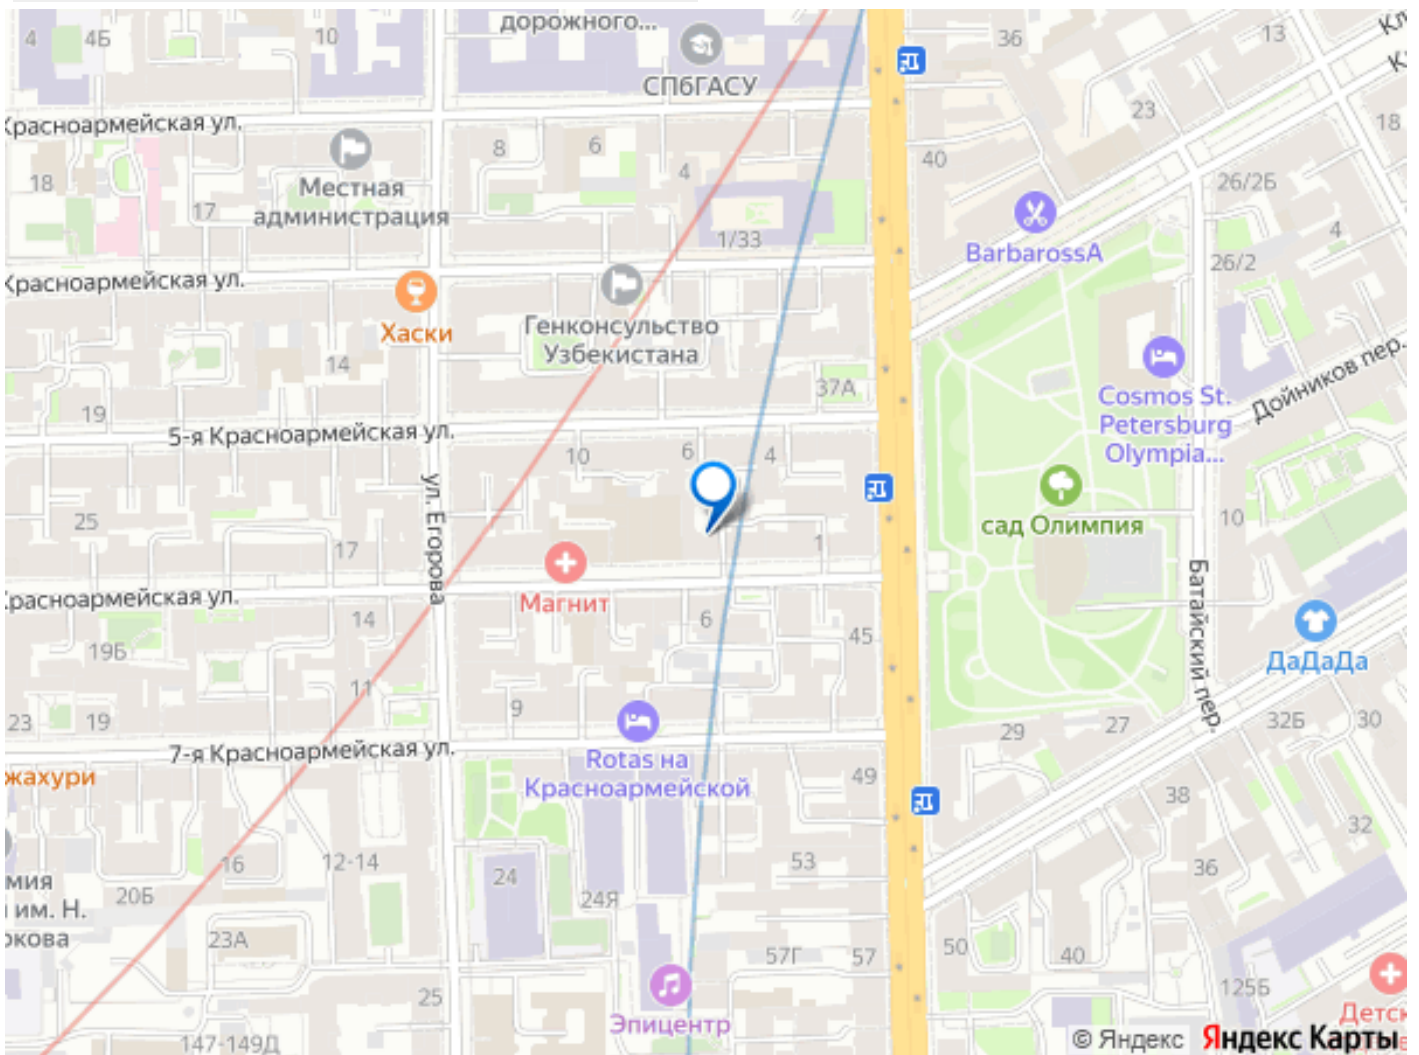 дорожного...
4
4Б
10
36
13
СПбГАСУ
23
Красноармейская ул.
18
8
6
40
Местная
администрация
4
18
17
26/2Б
4
1/33
BarbarossA
26/2
Красноармейская ул.
Хаски
Генконсульство
Узбекистана
14
37А
Дойников пер.
Cosmos St.
Petersburg
Olympia...
19
5-я Красноармейская ул.
10
6
4
ул. Егорова
сад Олимпия
10
25
17
1
Магнит
Батайский пер.
Красноармейская ул.
14
6
45
19Б
ДаДаДа
11
9
23
19
29
27
32Б
30
7-я Красноармейская ул.
Rotas на
Красноармейской
жахури
49
38
32
16
12-14
53
36
24
мия
20Б
24Я
им. Н.
окова
23А
57Г
57
50
40
125Б
25
Эпицентр
Детск
147-149Д
© Яндекс Яндекс Карты